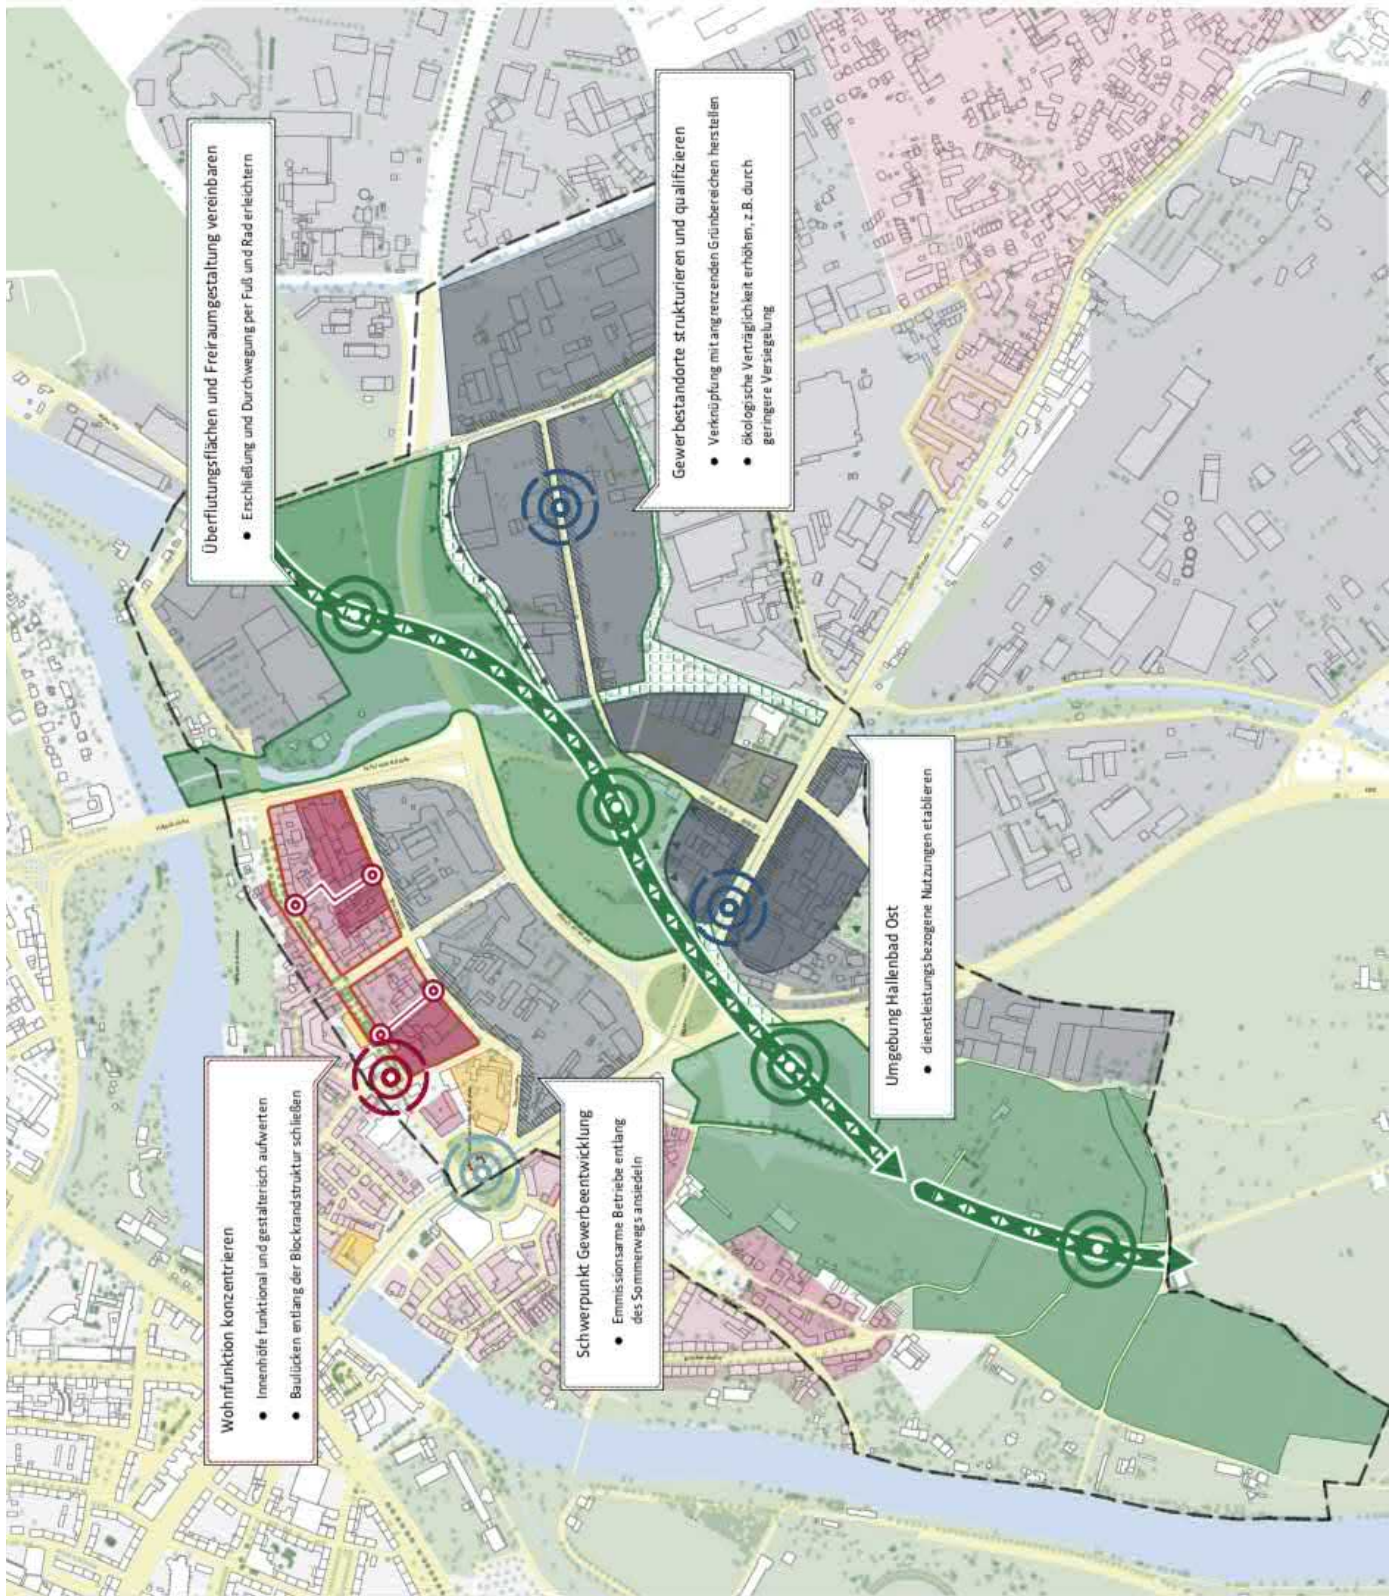 Wohnfunktion konzentrieren
● Innenhöfe funktional und gestalterisch aufwerten
● Baulücken entlang der Blockrandstruktur schließen
Überflutungsflächen und Freiraumgestaltung vereinbaren
● Erschließung und Durchwegung per Fuß und Rad erleichtern
Schwerpunkt Gewerbeentwicklung
● Emmissionsarme Betriebe entlang
des Sommerwegs ansiedeln
Gewerbestandorte strukturieren und qualifizieren
● Verknüpfung mit angrenzenden Grünbereichen herstellen
● ökologische Verträglichkeit erhöhen, z.B. durch
geringere Versiegelung
Umgebung Hallenbad Ost
● dienstleistungsbezogene Nutzungen etablieren